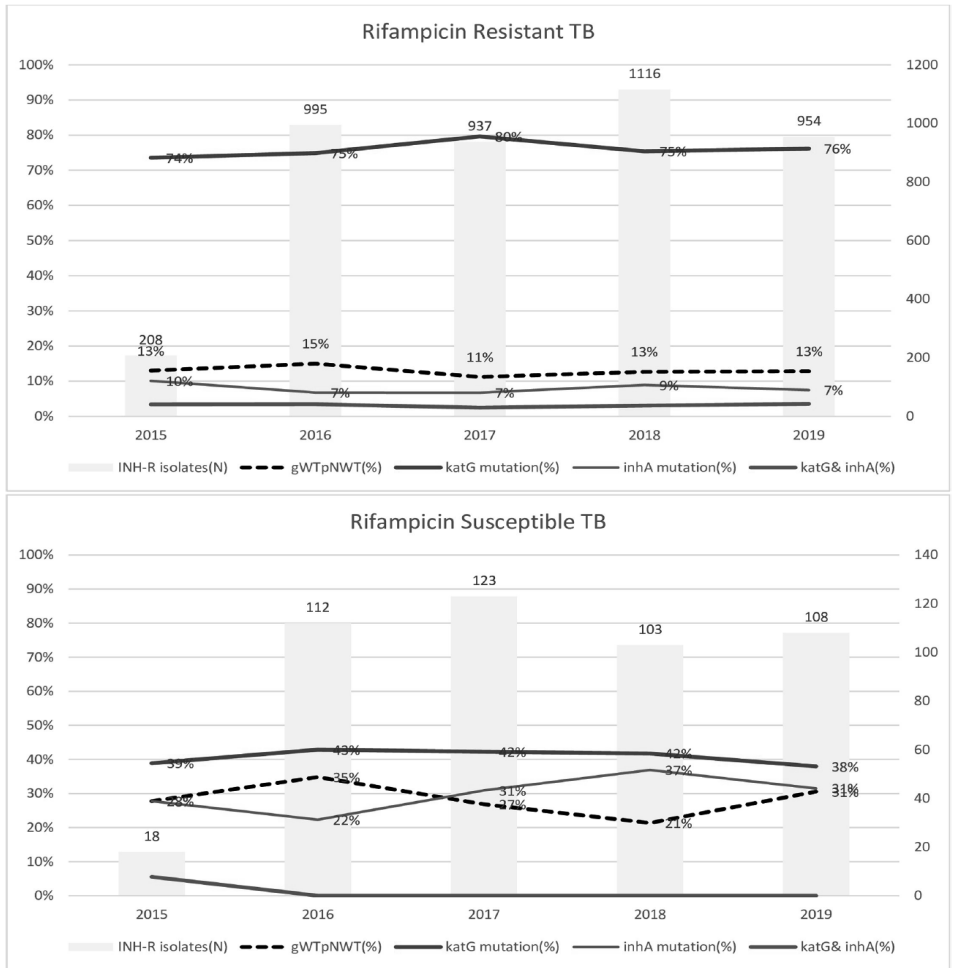 Rifampicin Resistant TB
100% 1200
1116
90% 995 954
937 1000
80% 80%
74% 75% 75% 76%
70% 800
60%
50% 600
40%
30% 400
208
20% 13% 15% 11% 13% 13% 200
10% 10% 7% 7% 9% 7%
0% 0
2015 2016 2017 2018 2019
INH-R isolates(N) gWTpNWT(%) katG mutation(%) inhA mutation(%) katG& inhA(%)
Rifampicin Susceptible TB
100% 140
90% 123 120
112 108
80% 103
70% 100
60% 80
50%
40% 39% 43% 42% 42% 38% 60
30% 28% 35% 31% 37% 31% 40
27% 31%
20% 18 22% 21% 20
10%
0% 0
2015 2016 2017 2018 2019
INH-R isolates(N) gWTpNWT(%) katG mutation(%) inhA mutation(%) katG& inhA(%)